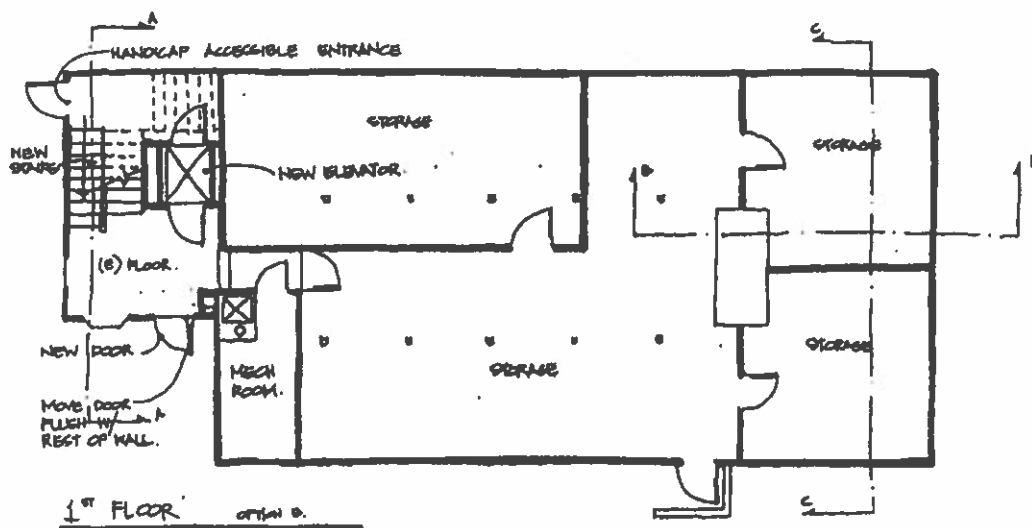 A
HANDICAP ACCESSIBLE ENTRANCE
C
STORAGE
STORAGE
NEW
STAIRS
NEW ELEVATOR
B
(E) FLOOR.
NEW DOOR
MECH
ROOM.
STORAGE
STORAGE
MOVE DOOR
FLUSH W/
REST OF WALL.
A
C
1ST FLOOR
OPTION B.